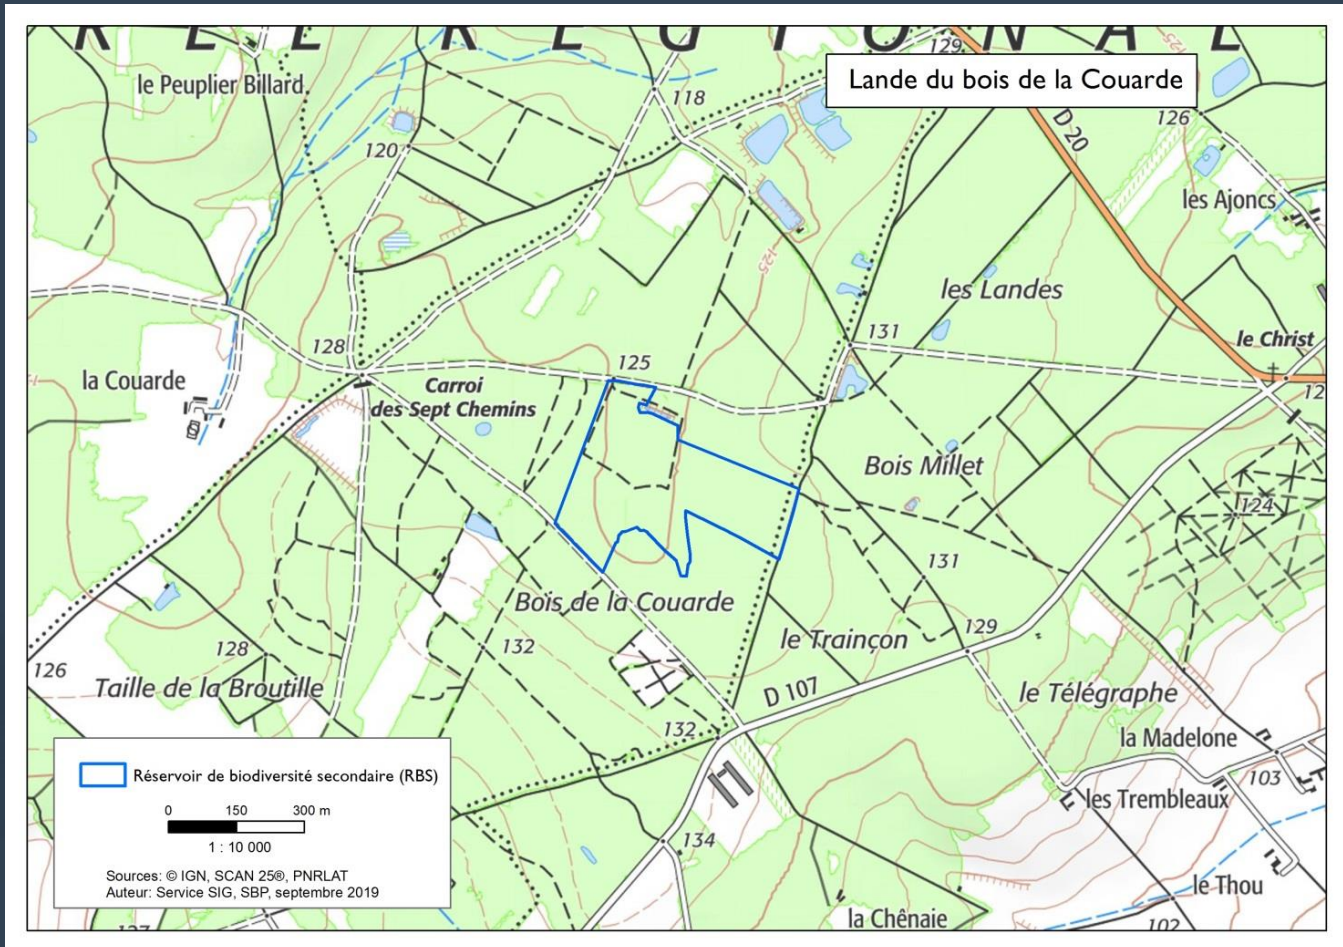 R E L R E G I O N A L
Lande du bois de la Couarde
129
125
le Peuplier Billard
118
D 20
126
120
les Ajoncs
125
les Landes
131
128
125
le Christ
la Couarde
Carroi
des Sept Chemins
Bois Millet
124
131
Bois de la Couarde
le Trainçon
129
128
132
126
Taille de la Broutille
D 107
le Télégraphe
132
la Madelone
103
les Trembleaux
134
le Thou
la Chênaie
102
Réservoir de biodiversité secondaire (RBS)
0 150 300 m
1 : 10 000
Sources: © IGN, SCAN 25®, PNRLAT
Auteur: Service SIG, SBP, septembre 2019